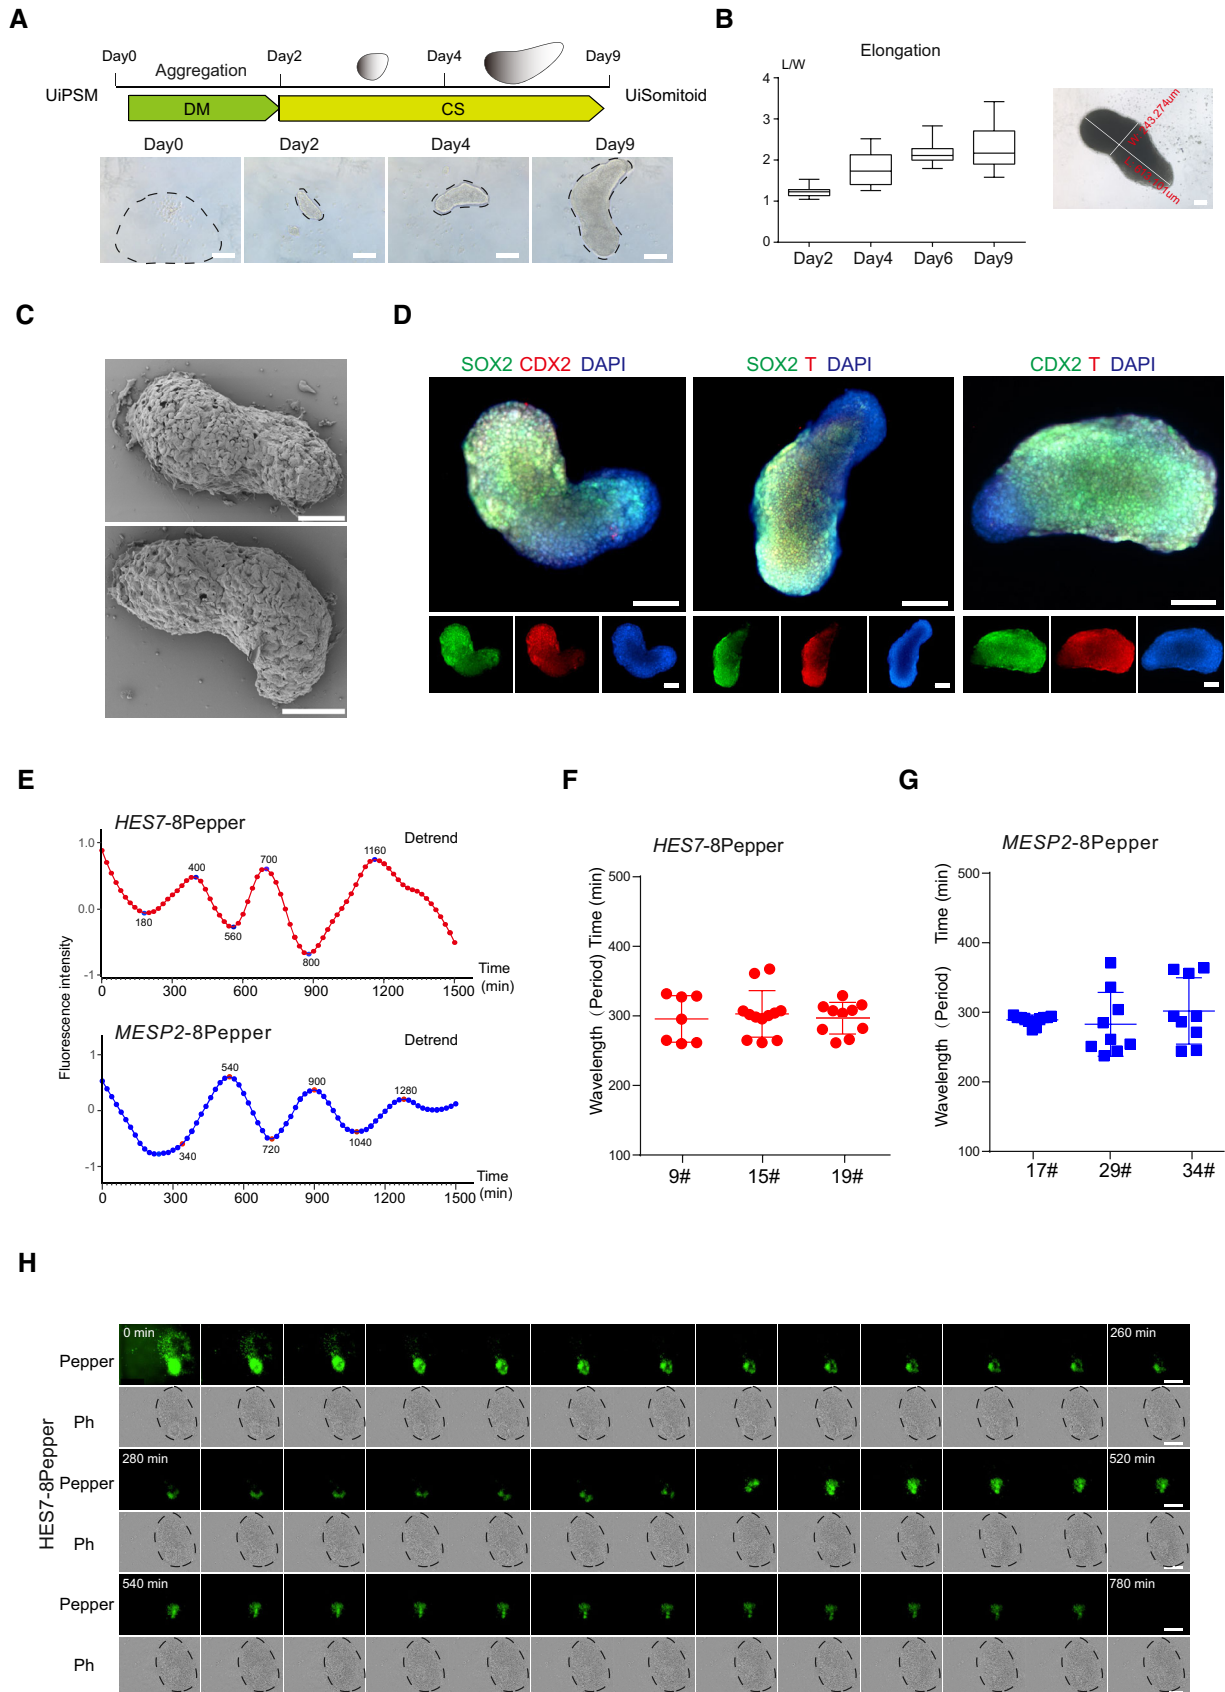 A
Day0
Day2
Day4
Day9
Aggregation
UiPSM
DM
CS
UiSomitoid
Day0
Day2
Day4
Day9
B
Elongation
L/W
4
3
2
1
0
Day2
Day4
Day6
Day9
C
D
SOX2 CDX2 DAPI
SOX2 T DAPI
CDX2 T DAPI
E
HES7-8Pepper
Detrend
Fluorescence intensity
1.0
0.0
-1
180
400
560
700
800
1160
0
300
600
900
1200
1500
Time
(min)
MESP2-8Pepper
Detrend
1
0
-1
340
540
720
900
1040
1280
0
300
600
900
1200
1500
Time
(min)
F
HES7-8Pepper
Wavelength (Period) Time (min)
500
400
300
200
100
9#
15#
19#
G
MESP2-8Pepper
Wavelength (Period) Time (min)
500
400
300
200
100
17#
29#
34#
H
HES7-8Pepper
Pepper
0 min
260 min
Ph
Pepper
280 min
520 min
Ph
Pepper
540 min
780 min
Ph